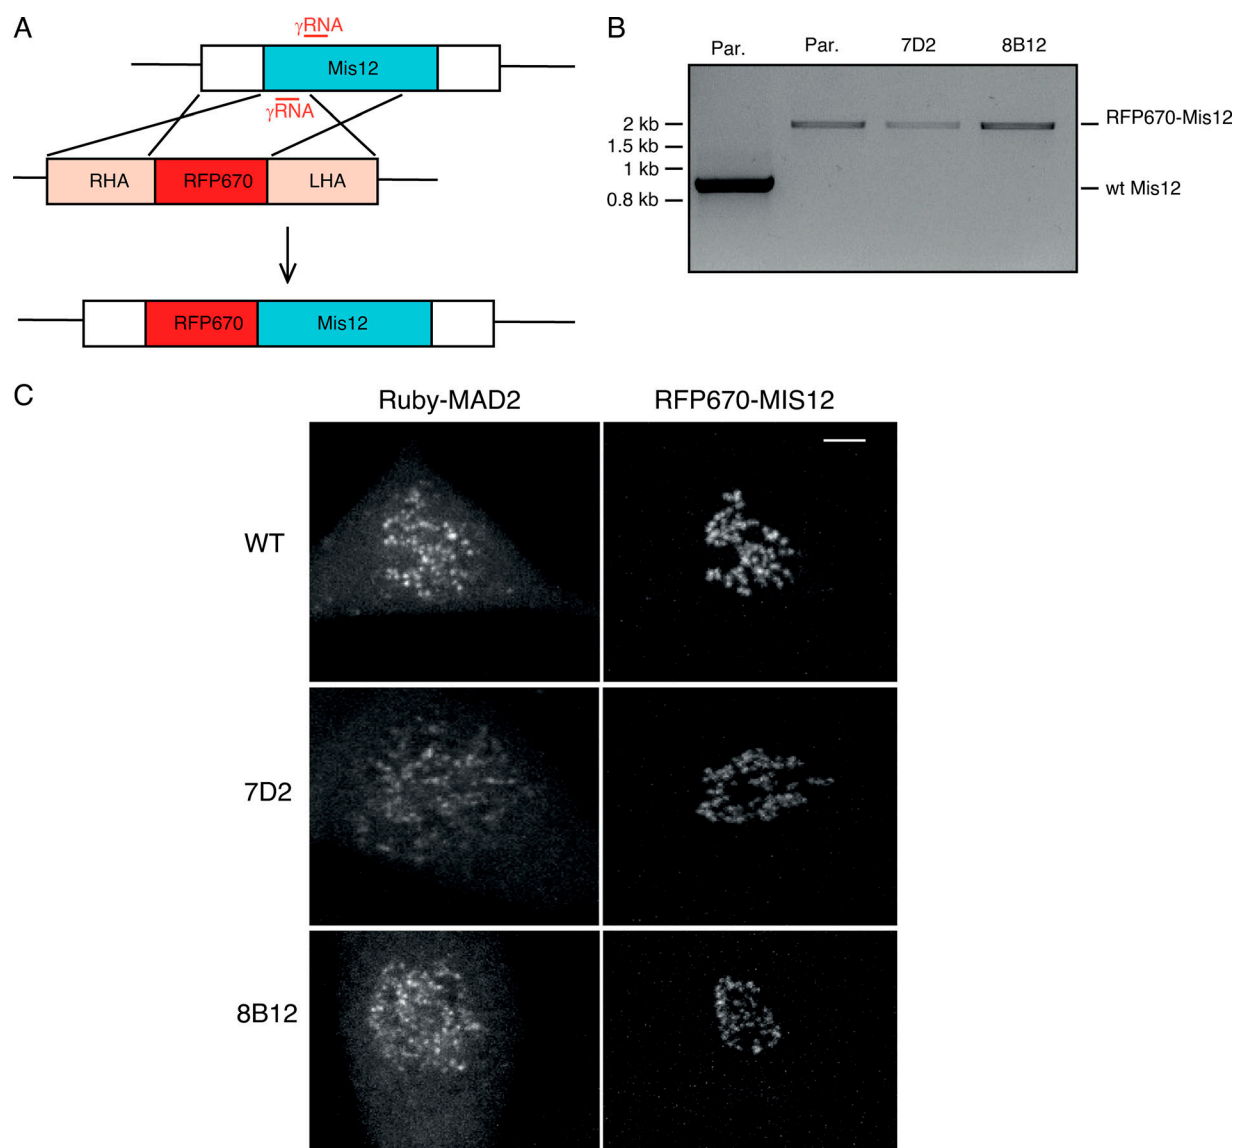 A
γRNA
Mis12
γRNA
RHA
RFP670
LHA
RFP670
Mis12
B
Par.
Par.
7D2
8B12
2 kb
1.5 kb
1 kb
0.8 kb
RFP670-Mis12
wt Mis12
C
Ruby-MAD2
RFP670-MIS12
WT
7D2
8B12